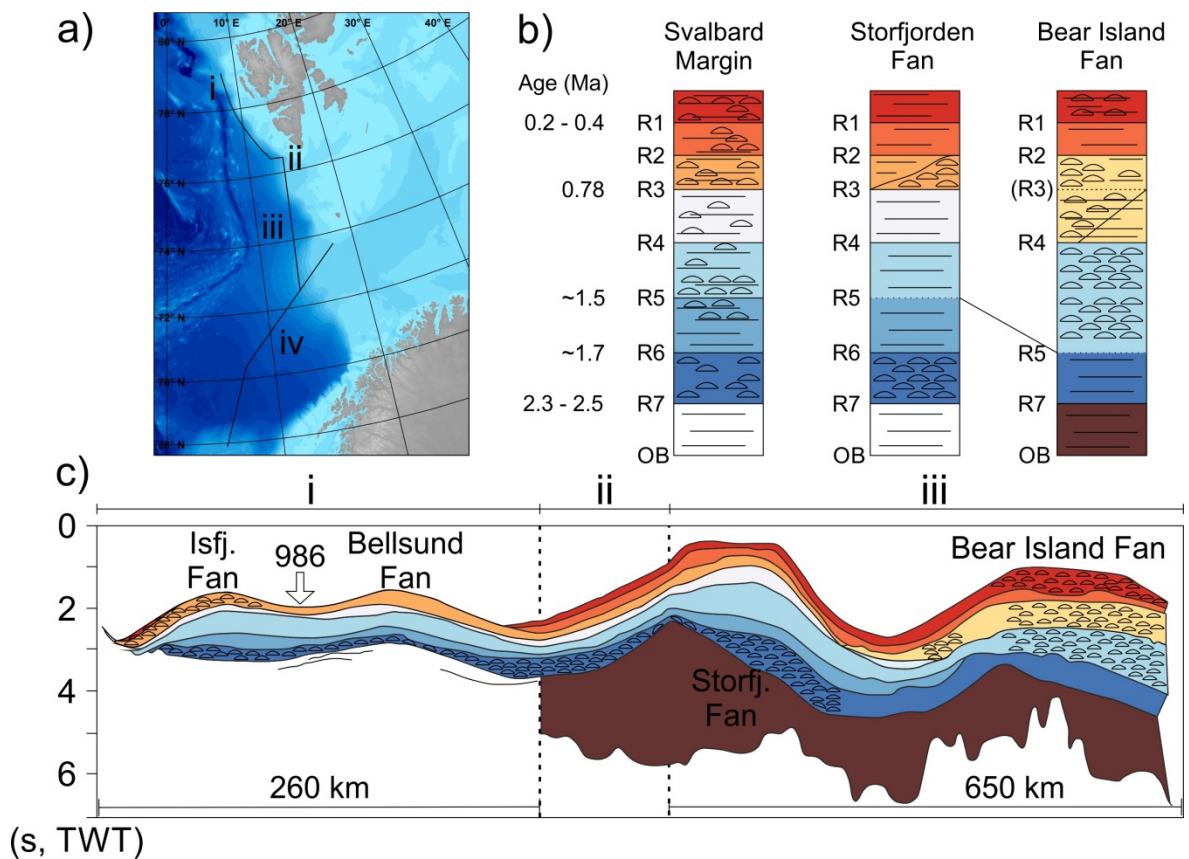 a)
0°
10° E
20° E
30° E
40° E
80° N
78° N
76° N
74° N
72° N
70° N
68° N
i
ii
iii
iv
b)
Svalbard
Margin
Storfjorden
Fan
Bear Island
Fan
Age (Ma)
0.2 - 0.4
0.78
~1.5
~1.7
2.3 - 2.5
R1
R2
R3
R4
R5
R6
R7
OB
R1
R2
R3
R4
R5
R6
R7
OB
R1
R2
(R3)
R4
R5
R7
OB
c)
i
ii
iii
0
2
4
6
(s, TWT)
Isfj.
Fan
986
Bellsund
Fan
Storfj.
Fan
Bear Island Fan
260 km
650 km